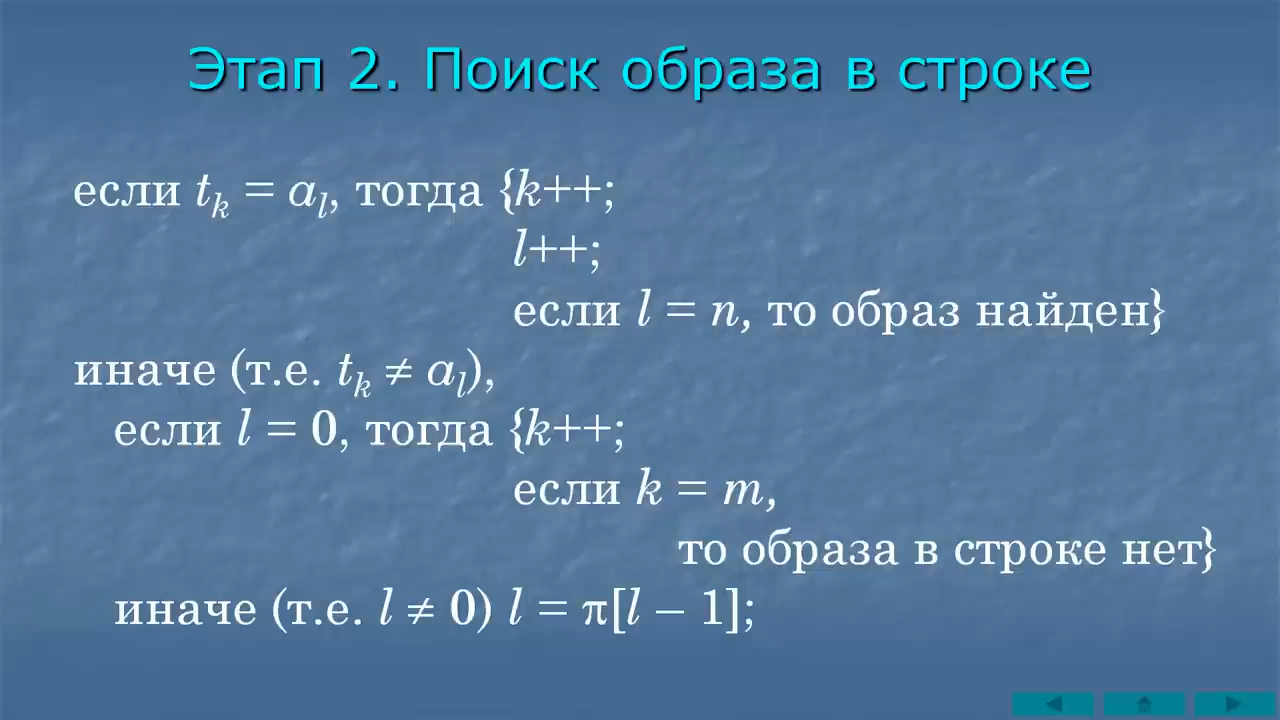 Этап 2. Поиск образа в строке
если tₖ = aₗ, тогда {k++;
l++;
если l = n, то образ найден}
иначе (т.е. tₖ ≠ aₗ),
если l = 0, тогда {k++;
если k = m,
то образа в строке нет}
иначе (т.е. l ≠ 0) l = π[l – 1];